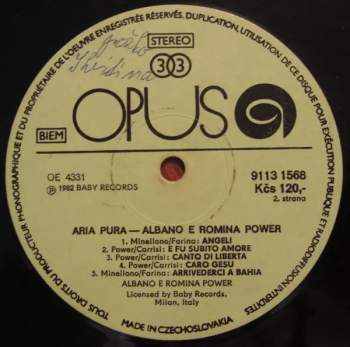 TOUS DROITS DU PRODUCTEUR PHONOGRAPHIQUE ET DU PROPRIÉTAIRE DE L'OEUVRE ENREGISTRÉE RÉSERVÉS. DUPLICATION, UTILISATION DE CE DISQUE POUR EXÉCUTION PUBLIQUE ET RADIODIFFUSION INTERDITES
STEREO
33
OPUS
BIEM
OE 4331
9113 1568
℗ 1982 BABY RECORDS
Kčs 120,-
2. strana
ARIA PURA — ALBANO E ROMINA POWER
1. Minellono/Farina: ANGELI
2. Power/Carrisi: E FU SUBITO AMORE
3. Power/Carrisi: CANTO DI LIBERTA
4. Power/Carrisi: CARO GESU
5. Minellono/Farina: ARRIVEDERCI A BAHIA
ALBANO E ROMINA POWER
Licensed by Baby Records,
Milan, Italy
MADE IN CZECHOSLOVAKIA